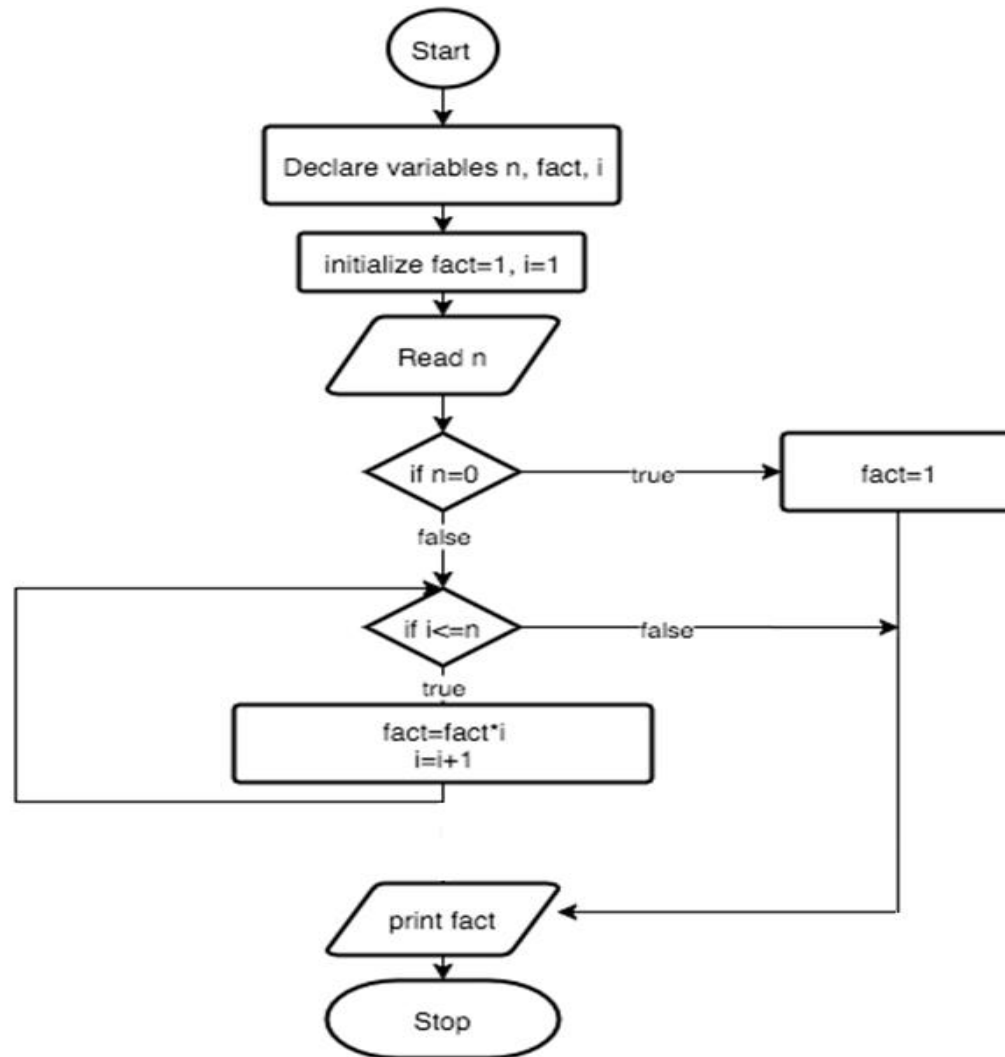 Start
Declare variables n, fact, i
initialize fact=1, i=1
Read n
if n=0
true
fact=1
false
if i<=n
false
true
fact=fact*i
i=i+1
print fact
Stop